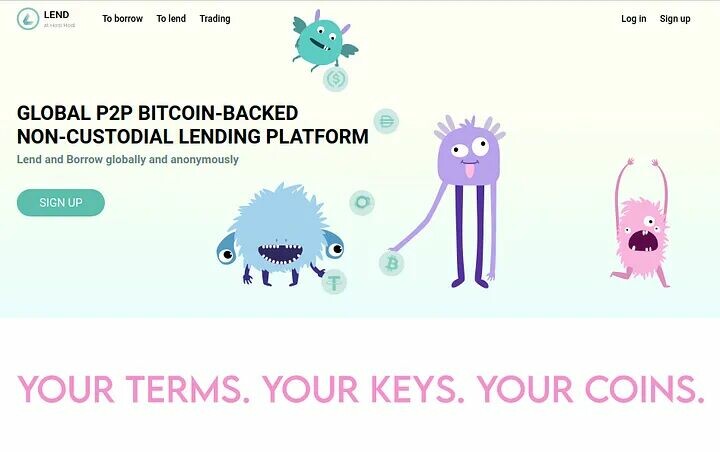 LEND
at Hodl Hodl
To borrow To lend Trading
Log in Sign up
GLOBAL P2P BITCOIN-BACKED
NON-CUSTODIAL LENDING PLATFORM
Lend and Borrow globally and anonymously
SIGN UP
YOUR TERMS. YOUR KEYS. YOUR COINS.